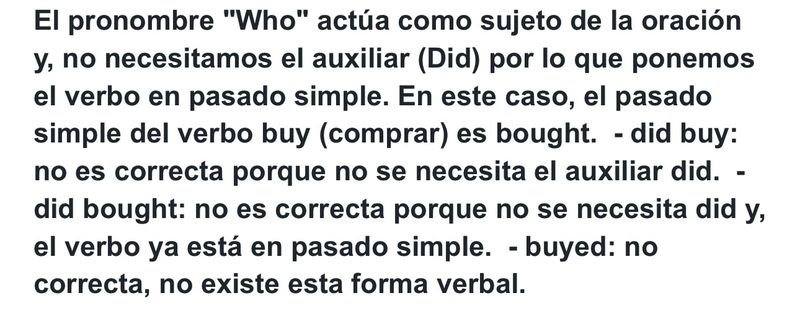 El pronombre "Who" actúa como sujeto de la oración
y, no necesitamos el auxiliar (Did) por lo que ponemos
el verbo en pasado simple. En este caso, el pasado
simple del verbo buy (comprar) es bought.  - did buy:
no es correcta porque no se necesita el auxiliar did.  -
did bought: no es correcta porque no se necesita did y,
el verbo ya está en pasado simple.  - buyed: no
correcta, no existe esta forma verbal.